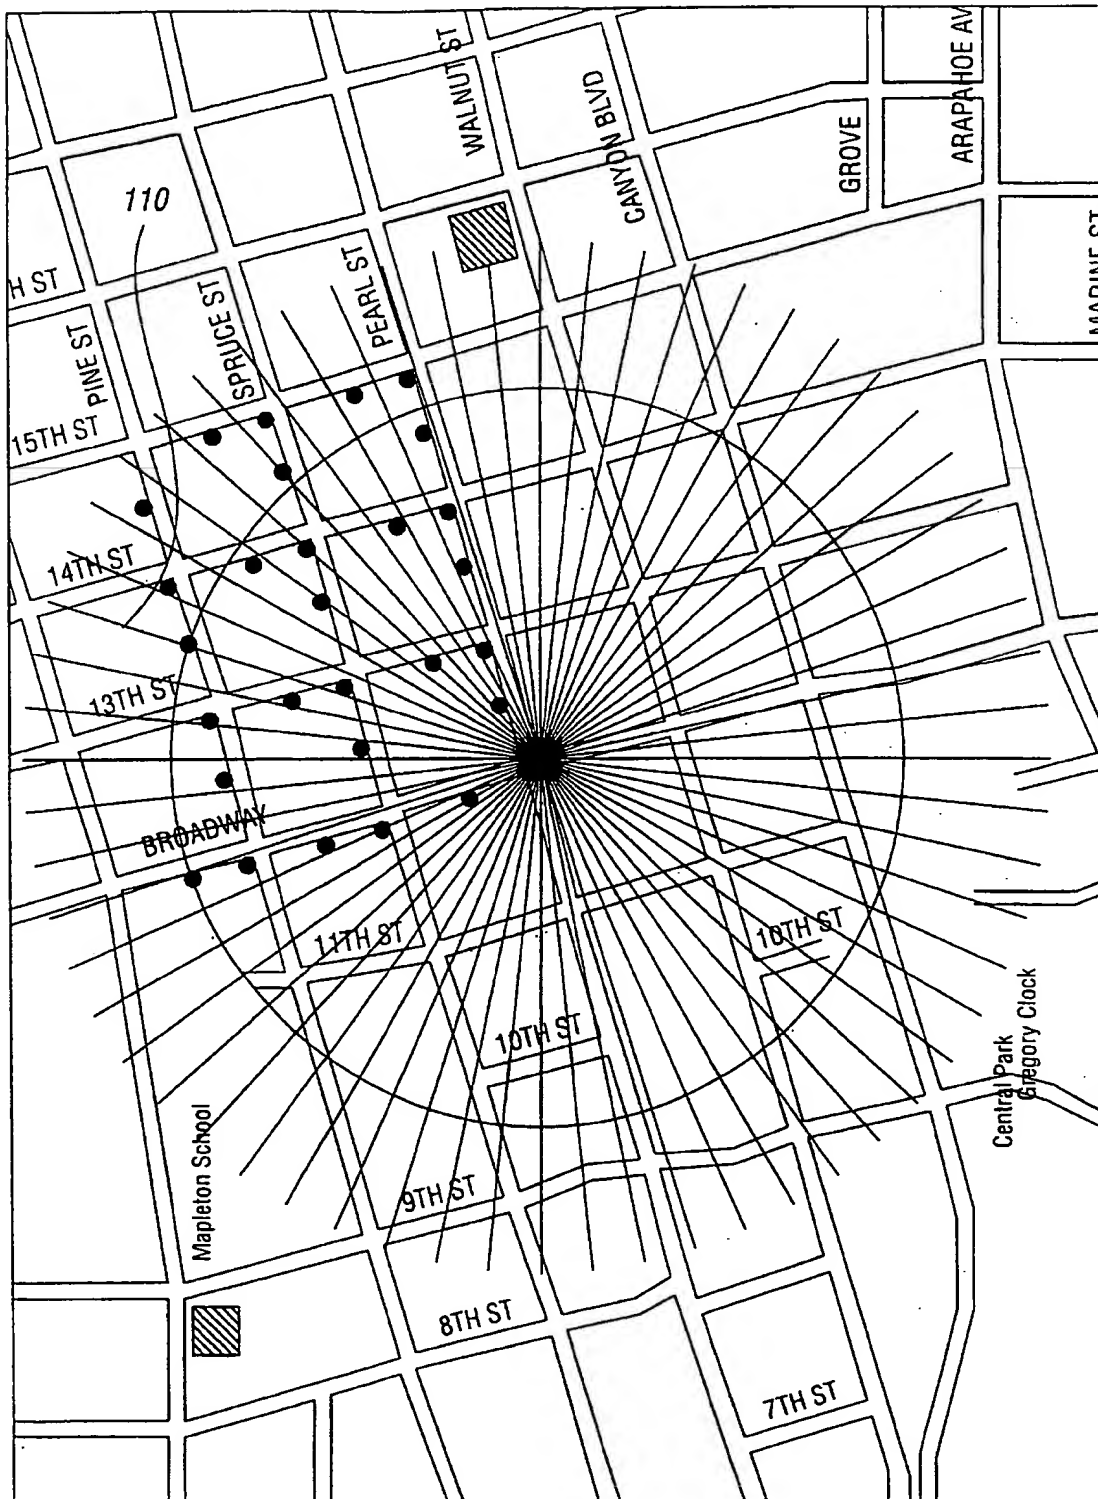 WALNUT ST
CANYON BLVD
GROVE
ARAPAHOE AV
MARINE ST
110
H ST
PINE ST
SPRUCE ST
PEARL ST
15TH ST
14TH ST
13TH ST
BROADWAY
11TH ST
10TH ST
10TH ST
Central Park
Gregory Clock
Mapleton School
9TH ST
8TH ST
7TH ST